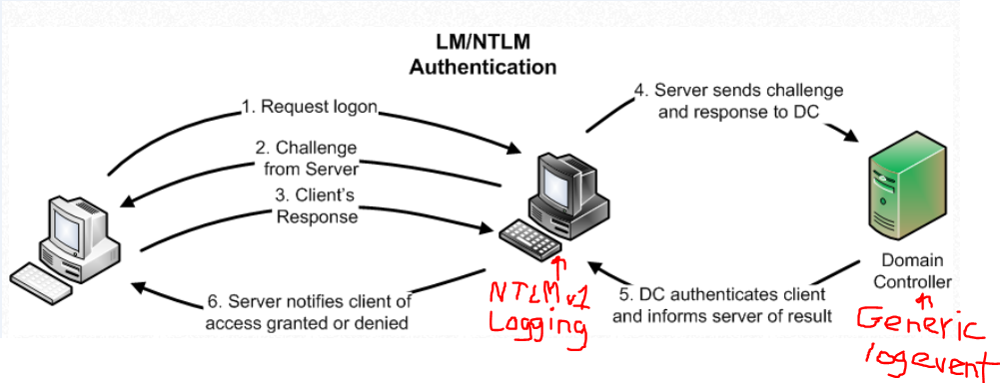 LM/NTLM
Authentication
1. Request logon
2. Challenge
from Server
3. Client's
Response
4. Server sends challenge
and response to DC
Domain
Controller
5. DC authenticates client
and informs server of result
6. Server notifies client of
access granted or denied
NTLMv1
Logging
Generic
logevent